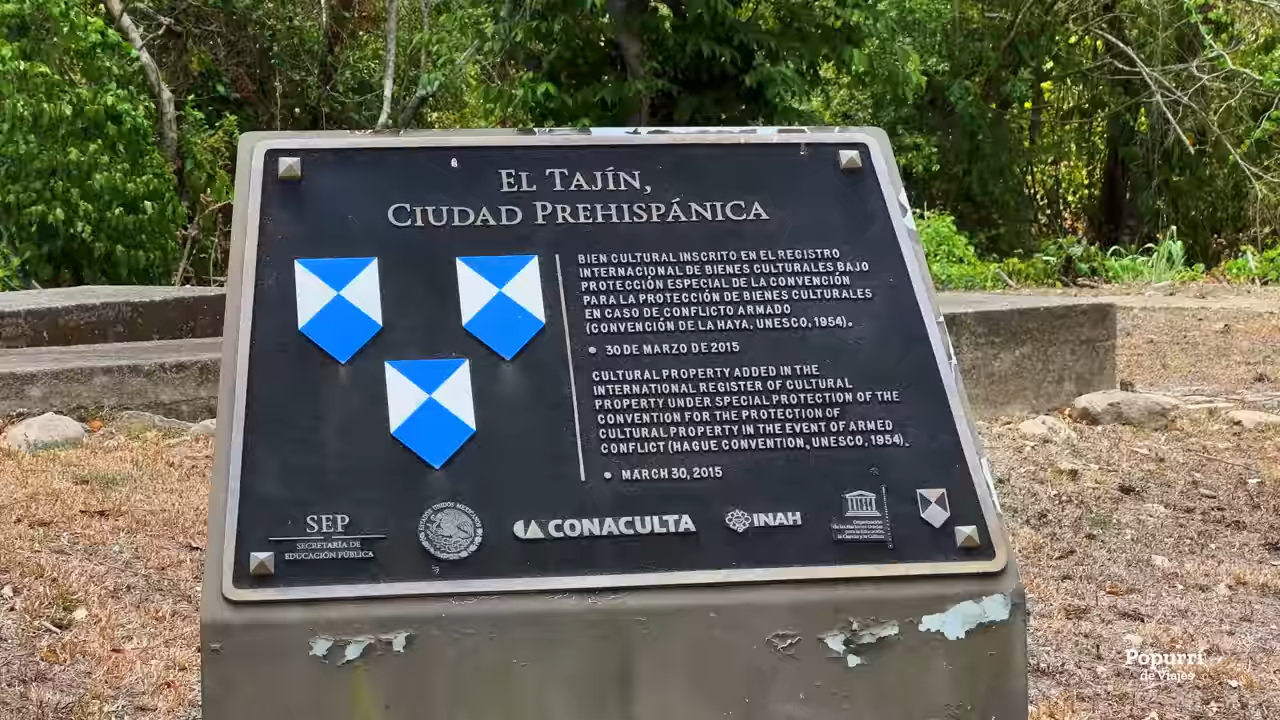 EL TAJÍN,
CIUDAD PREHISPÁNICA
BIEN CULTURAL INSCRITO EN EL REGISTRO
INTERNACIONAL DE BIENES CULTURALES BAJO
PROTECCIÓN ESPECIAL DE LA CONVENCIÓN
PARA LA PROTECCIÓN DE BIENES CULTURALES
EN CASO DE CONFLICTO ARMADO
(CONVENCIÓN DE LA HAYA, UNESCO, 1954).
• 30 DE MARZO DE 2015
CULTURAL PROPERTY ADDED IN THE
INTERNATIONAL REGISTER OF CULTURAL
PROPERTY UNDER SPECIAL PROTECTION OF THE
CONVENTION FOR THE PROTECTION OF
CULTURAL PROPERTY IN THE EVENT OF ARMED
CONFLICT (HAGUE CONVENTION, UNESCO, 1954).
• MARCH 30, 2015
SEP
SECRETARÍA DE
EDUCACIÓN PÚBLICA
ESTADOS UNIDOS MEXICANOS
CONACULTA
INAH
Organización
de las Naciones Unidas
para la Educación,
la Ciencia y la Cultura
Popurrí
de Viajes